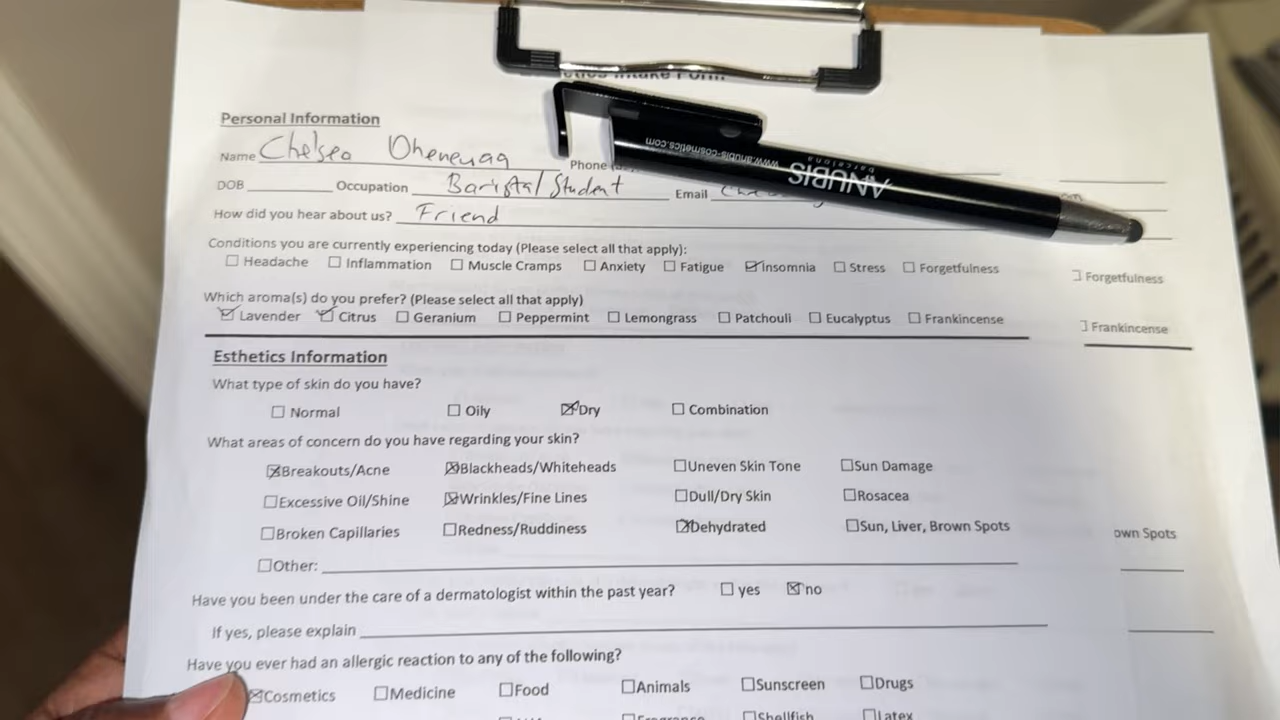 Intake Form
Personal Information
Name Chelsea Oheneyaa Phone
DOB Occupation Barista/Student Email
How did you hear about us? Friend
www.anubis-cosmetics.com
ANUBIS
barcelona
Conditions you are currently experiencing today (Please select all that apply):
☐ Headache ☐ Inflammation ☐ Muscle Cramps ☐ Anxiety ☐ Fatigue ☑ Insomnia ☐ Stress ☐ Forgetfulness ☐ Forgetfulness
Which aroma(s) do you prefer? (Please select all that apply)
☑ Lavender ☑ Citrus ☐ Geranium ☐ Peppermint ☐ Lemongrass ☐ Patchouli ☐ Eucalyptus ☐ Frankincense ☐ Frankincense
Esthetics Information
What type of skin do you have?
☐ Normal ☐ Oily ☒ Dry ☐ Combination
What areas of concern do you have regarding your skin?
☒ Breakouts/Acne ☒ Blackheads/Whiteheads ☐ Uneven Skin Tone ☐ Sun Damage
☐ Excessive Oil/Shine ☒ Wrinkles/Fine Lines ☐ Dull/Dry Skin ☐ Rosacea
☐ Broken Capillaries ☐ Redness/Ruddiness ☒ Dehydrated ☐ Sun, Liver, Brown Spots own Spots
☐ Other:
Have you been under the care of a dermatologist within the past year? ☐ yes ☒ no
If yes, please explain
Have you ever had an allergic reaction to any of the following?
☒ Cosmetics ☐ Medicine ☐ Food ☐ Animals ☐ Sunscreen ☐ Drugs
☐ Fragrance ☐ Shellfish ☐ Latex